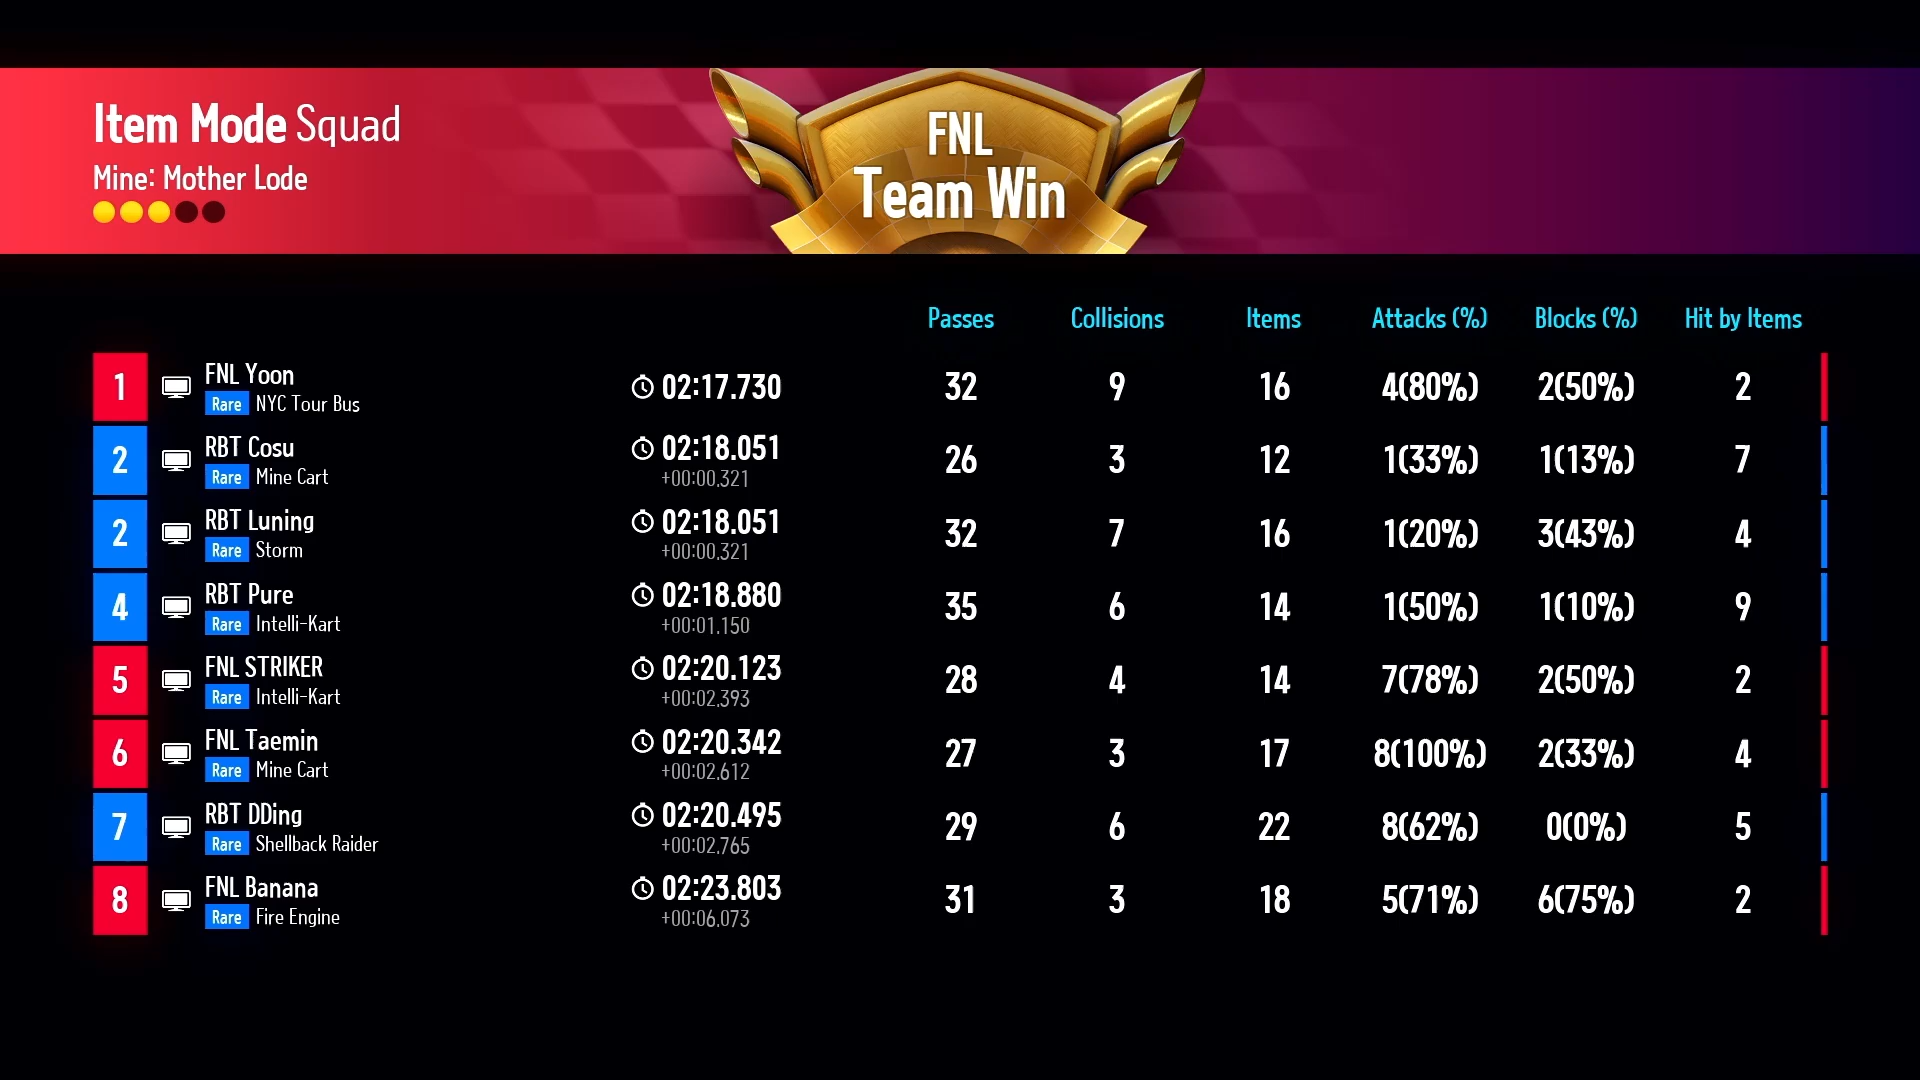 Item Mode Squad
Mine: Mother Lode
FNL
Team Win
Passes Collisions Items Attacks (%) Blocks (%) Hit by Items
1 FNL Yoon 02:17.730 32 9 16 4(80%) 2(50%) 2
Rare NYC Tour Bus
2 RBT Cosu 02:18.051 26 3 12 1(33%) 1(13%) 7
Rare Mine Cart +00:00.321
2 RBT Luning 02:18.051 32 7 16 1(20%) 3(43%) 4
Rare Storm +00:00.321
4 RBT Pure 02:18.880 35 6 14 1(50%) 1(10%) 9
Rare Intelli-Kart +00:01.150
5 FNL STRIKER 02:20.123 28 4 14 7(78%) 2(50%) 2
Rare Intelli-Kart +00:02.393
6 FNL Taemin 02:20.342 27 3 17 8(100%) 2(33%) 4
Rare Mine Cart +00:02.612
7 RBT DDing 02:20.495 29 6 22 8(62%) 0(0%) 5
Rare Shellback Raider +00:02.765
8 FNL Banana 02:23.803 31 3 18 5(71%) 6(75%) 2
Rare Fire Engine +00:06.073